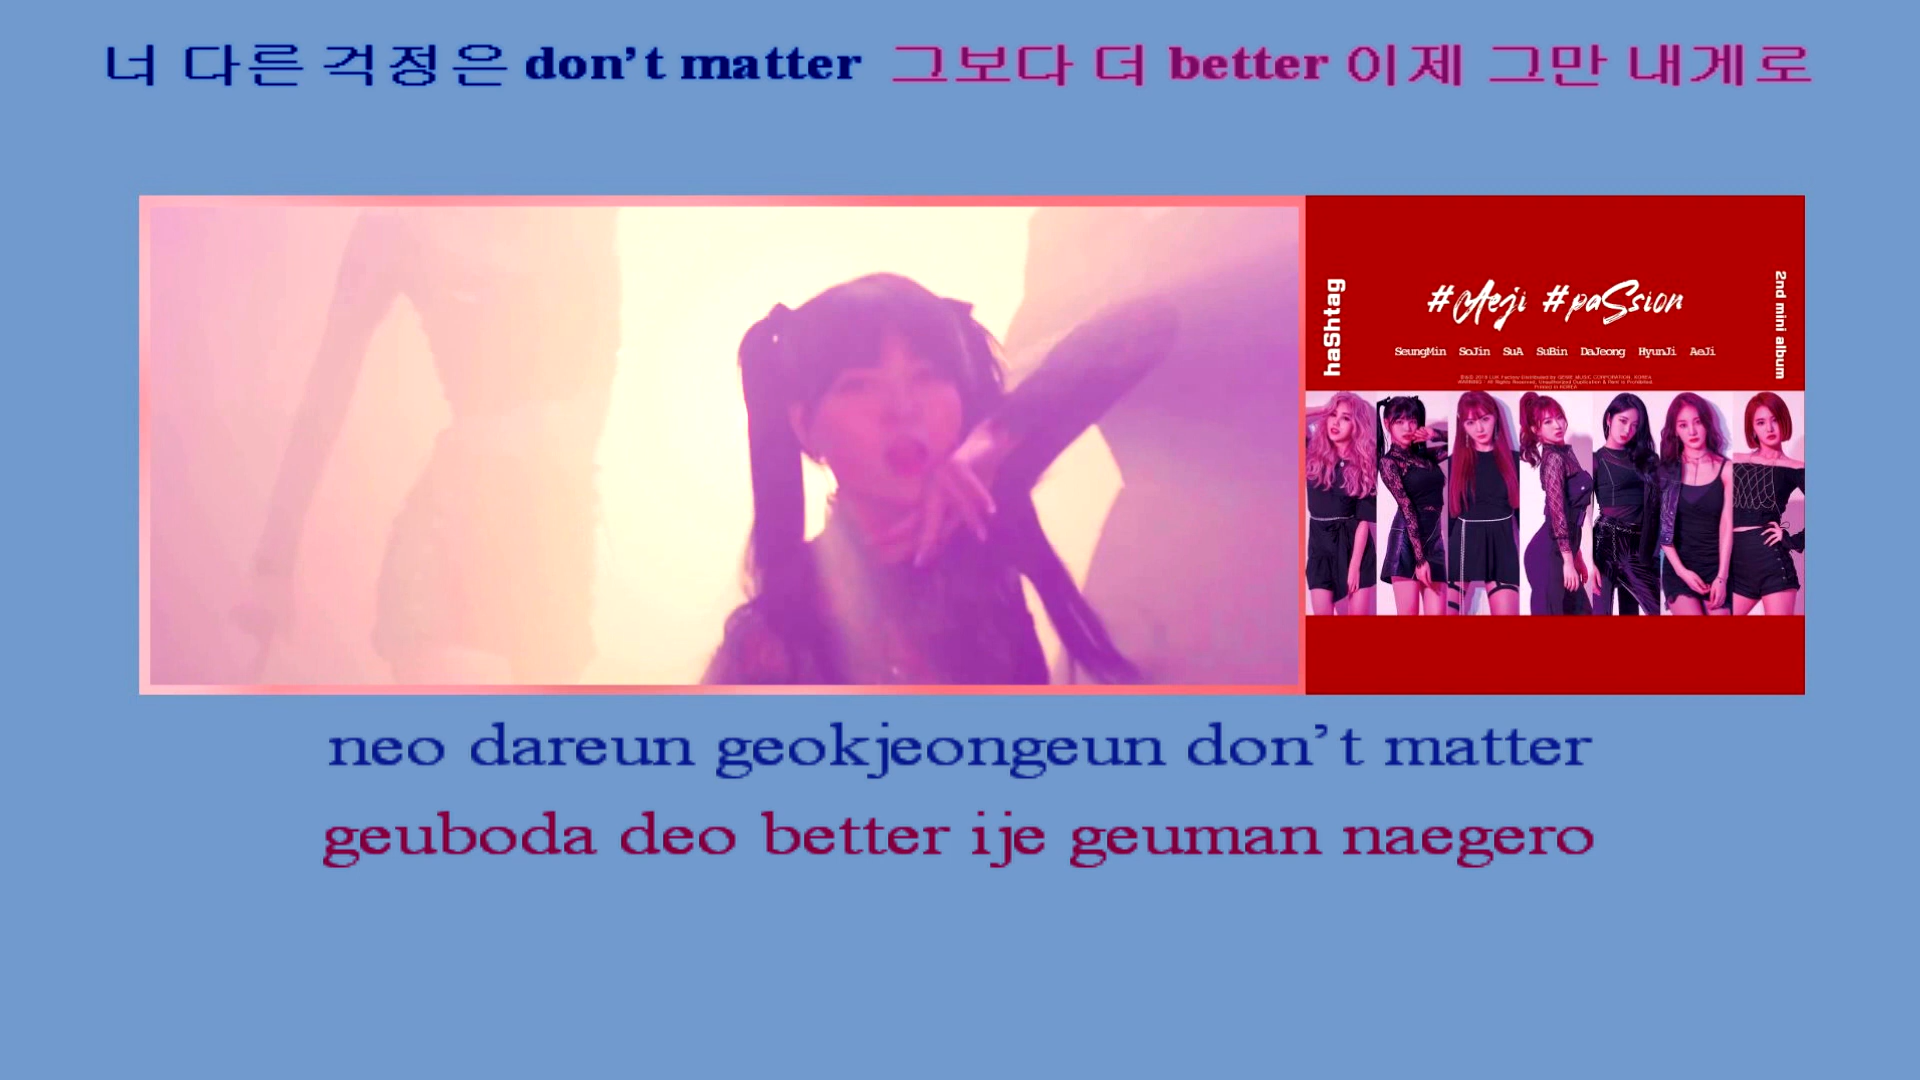 너 다른 걱정은 don't matter 그보다 더 better 이제 그만 내게로
haShtag
#Aeji #paSsion
2nd mini album
SeungMin SoJin SuA SuBin DaJeong HyunJi AeJi
neo dareun geokjeongeun don't matter
geuboda deo better ije geuman naegero